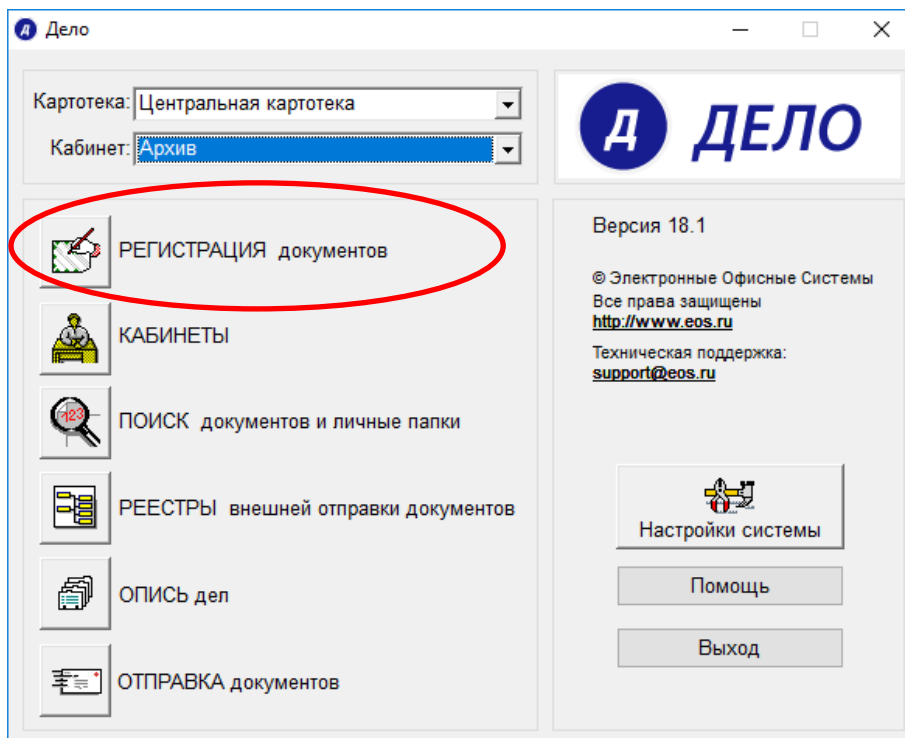 Дело
Картотека: Центральная картотека
Кабинет: Архив
Д ДЕЛО
РЕГИСТРАЦИЯ документов
КАБИНЕТЫ
123
ПОИСК документов и личные папки
РЕЕСТРЫ внешней отправки документов
ОПИСЬ дел
ОТПРАВКА документов
Версия 18.1
© Электронные Офисные Системы
Все права защищены
http://www.eos.ru
Техническая поддержка:
support@eos.ru
Настройки системы
Помощь
Выход